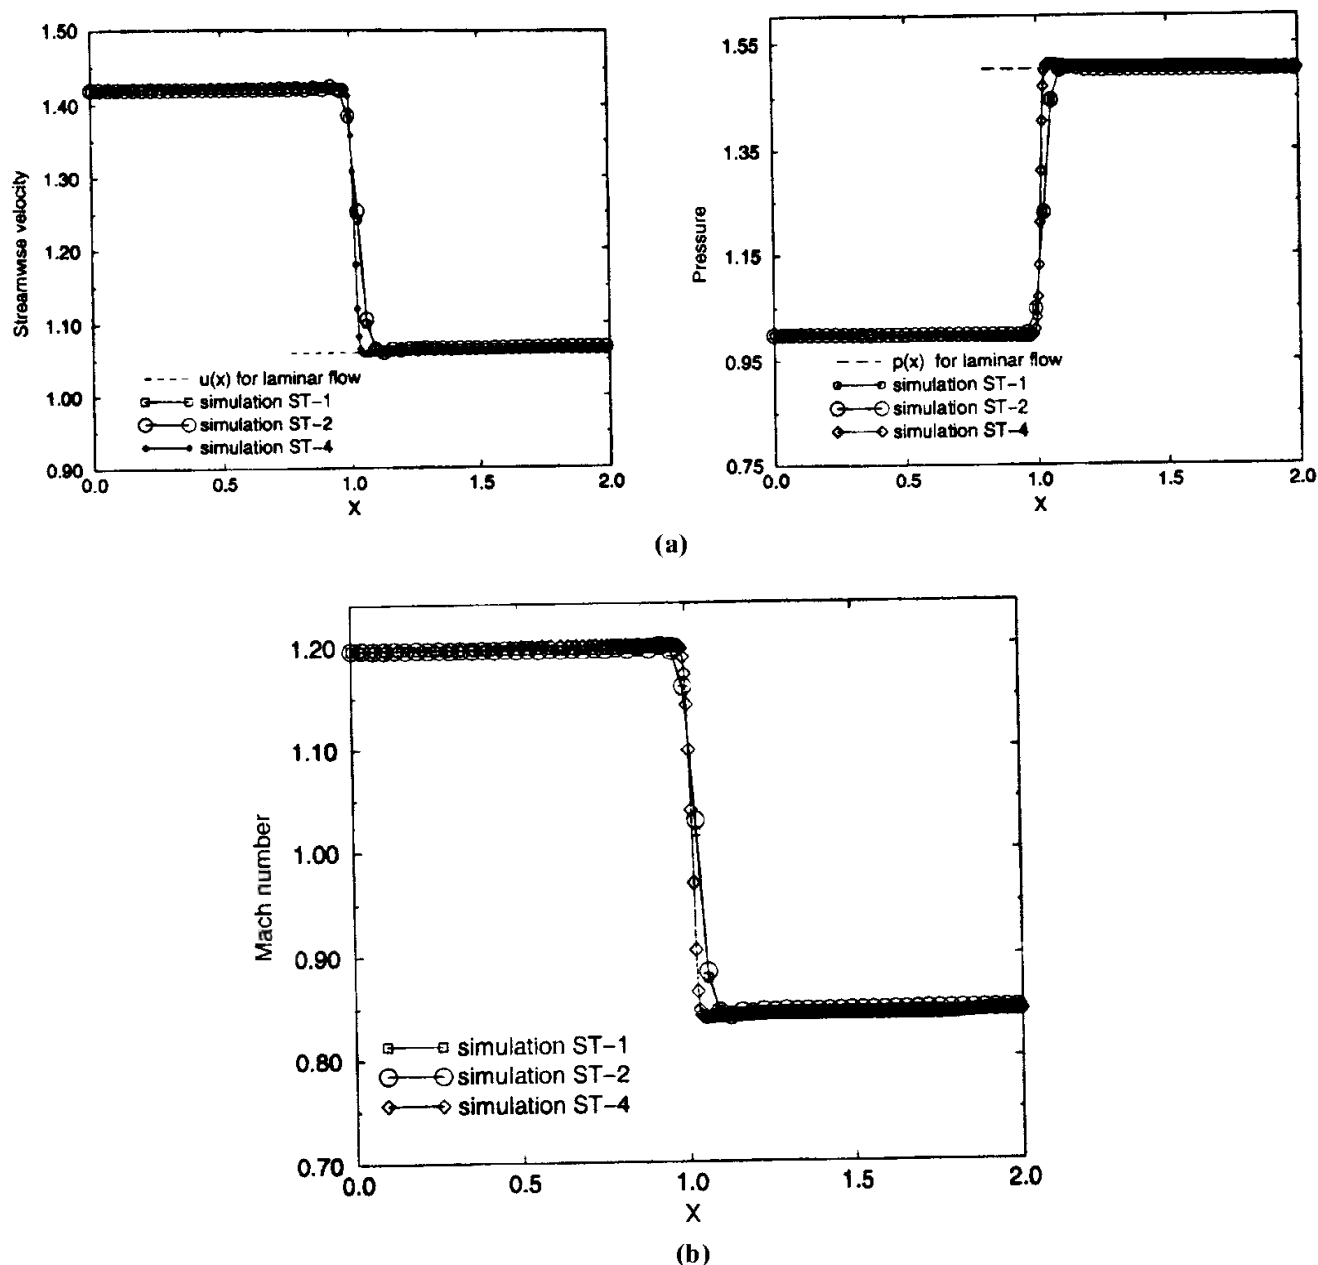 1.50
1.40
1.30
1.20
1.10
1.00
0.90
Streamwise velocity
u(x) for laminar flow
simulation ST-1
simulation ST-2
simulation ST-4
0.0 0.5 1.0 1.5 2.0
X
1.55
1.35
1.15
0.95
0.75
Pressure
p(x) for laminar flow
simulation ST-1
simulation ST-2
simulation ST-4
0.0 0.5 1.0 1.5 2.0
X
(a)
1.20
1.10
1.00
0.90
0.80
0.70
Mach number
simulation ST-1
simulation ST-2
simulation ST-4
0.0 0.5 1.0 1.5 2.0
X
(b)